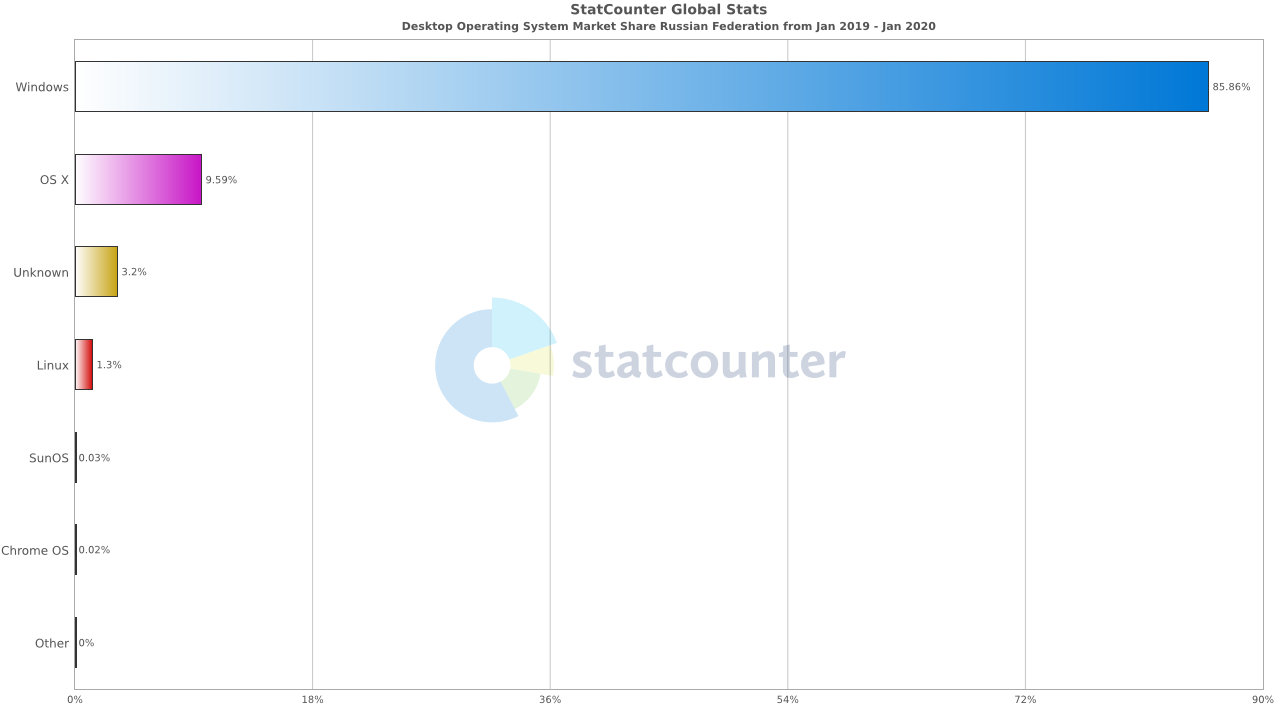 StatCounter Global Stats
Desktop Operating System Market Share Russian Federation from Jan 2019 - Jan 2020
Windows 85.86%
OS X 9.59%
Unknown 3.2%
statcounter
Linux 1.3%
SunOS 0.03%
Chrome OS 0.02%
Other 0%
0% 18% 36% 54% 72% 90%